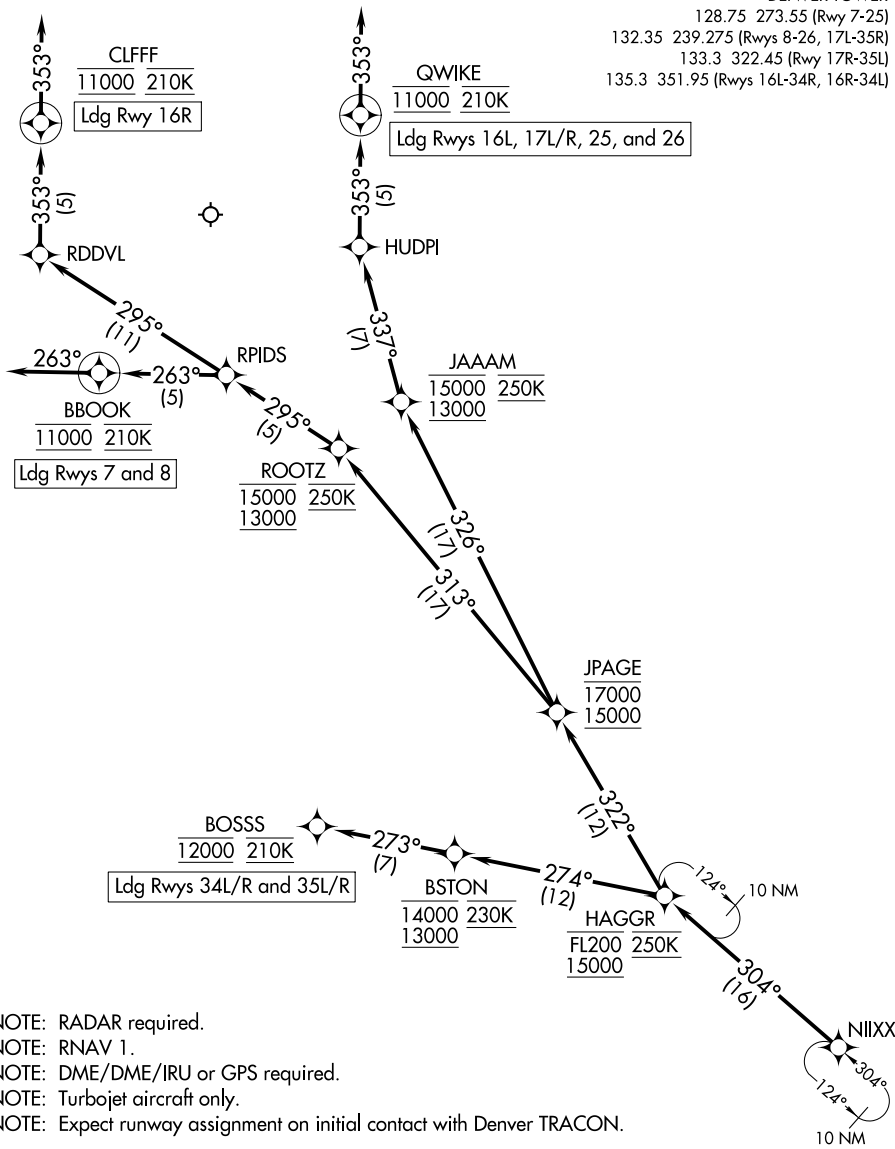 DENVER TOWER
128.75 273.55 (Rwy 7-25)
132.35 239.275 (Rwys 8-26, 17L-35R)
133.3 322.45 (Rwy 17R-35L)
135.3 351.95 (Rwys 16L-34R, 16R-34L)
353°
CLFFF
11000 210K
Ldg Rwy 16R
353°
(5)
RDDVL
353°
QWIKE
11000 210K
Ldg Rwys 16L, 17L/R, 25, and 26
353°
(5)
HUDPI
337°
(7)
JAAAM
15000 250K
13000
295°
(11)
RPIDS
263°
263°
(5)
BBOOK
11000 210K
Ldg Rwys 7 and 8
295°
(5)
ROOTZ
15000 250K
13000
326°
(17)
313°
(17)
JPAGE
17000
15000
322°
(12)
BOSSS
12000 210K
Ldg Rwys 34L/R and 35L/R
273°
(7)
BSTON
14000 230K
13000
274°
(12)
HAGGR
FL200 250K
15000
124°
10 NM
304°
(16)
NIIXX
304°
124°
10 NM
NOTE: RADAR required.
NOTE: RNAV 1.
NOTE: DME/DME/IRU or GPS required.
NOTE: Turbojet aircraft only.
NOTE: Expect runway assignment on initial contact with Denver TRACON.